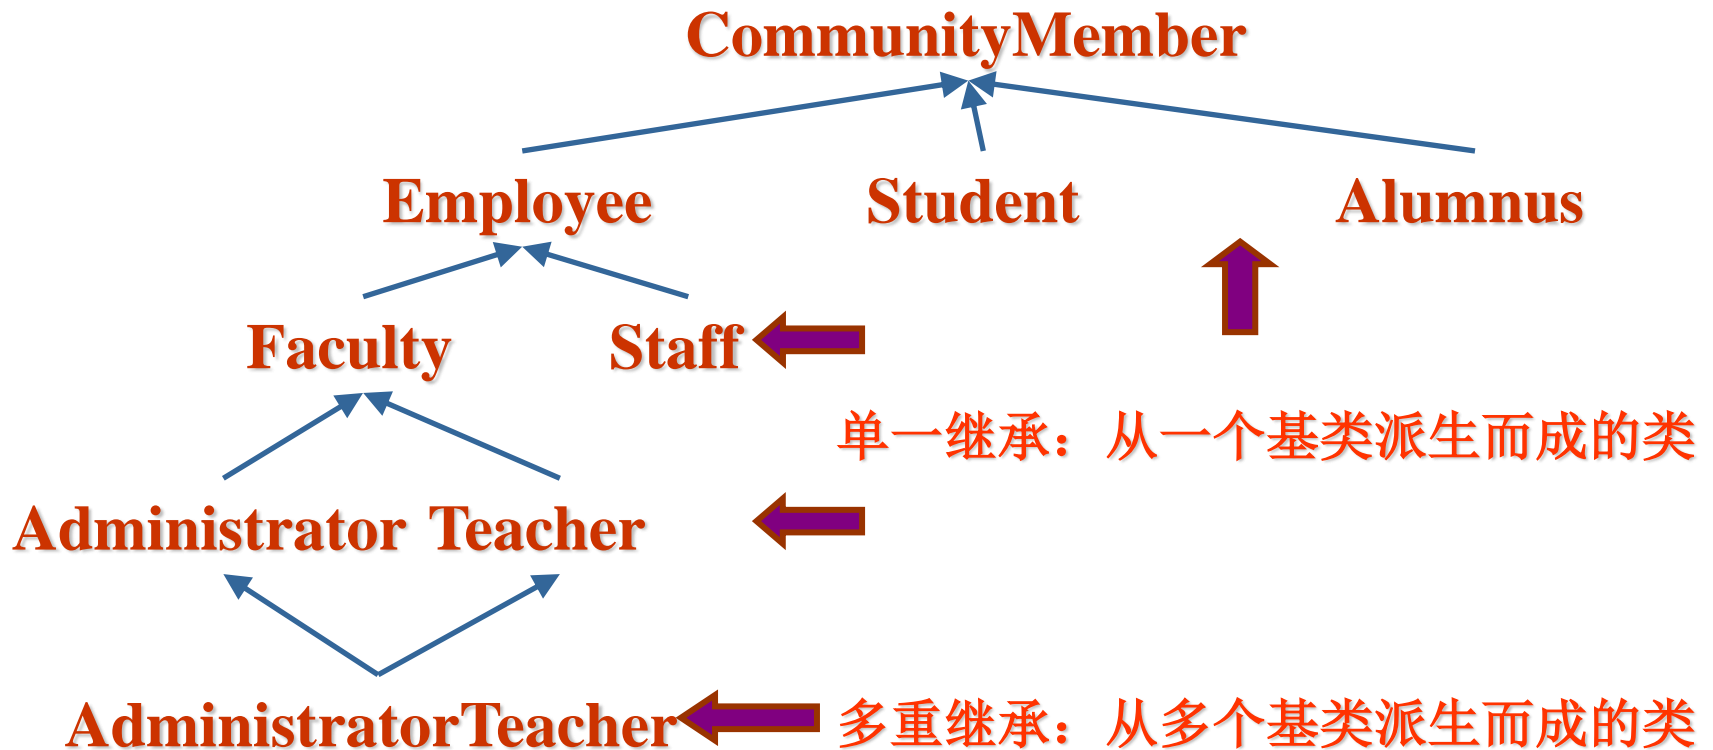 CommunityMember
Employee Student Alumnus
Faculty Staff
单一继承：从一个基类派生而成的类
Administrator Teacher
AdministratorTeacher 多重继承：从多个基类派生而成的类